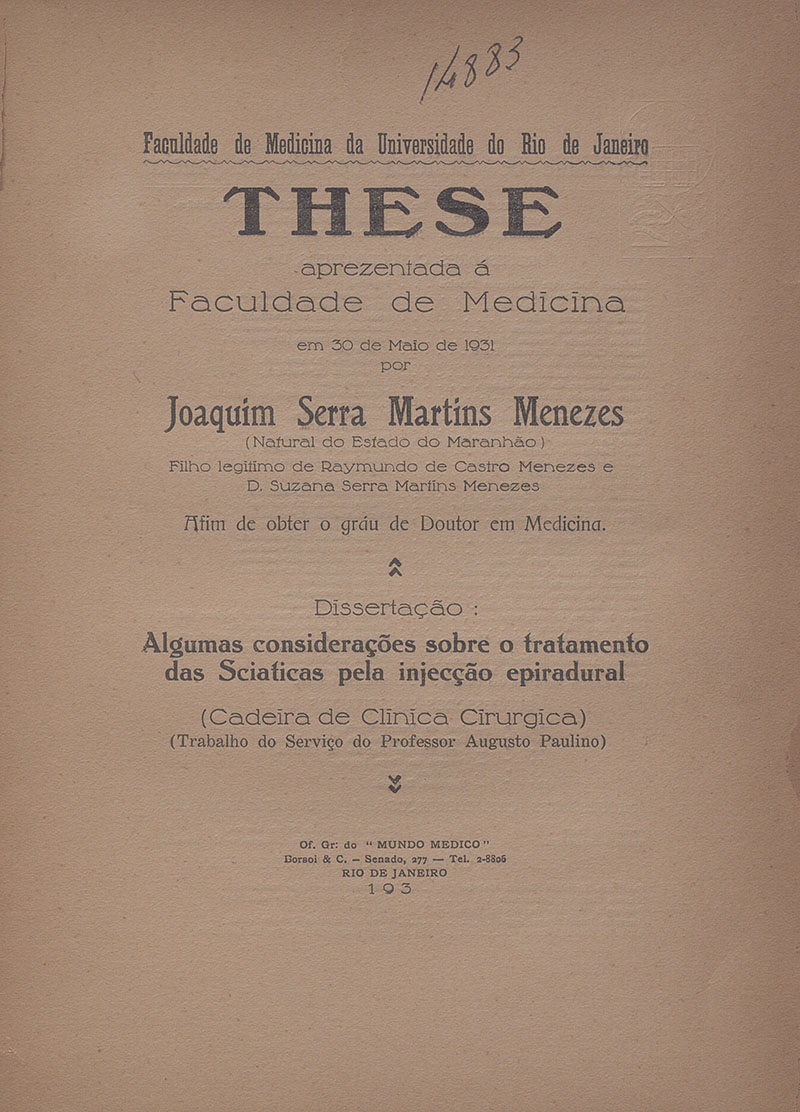 14883
Faculdade de Medicina da Universidade do Rio de Janeiro
THESE
aprezentada á
Faculdade de Medicina
em 30 de Maio de 1931
por
Joaquim Serra Martins Menezes
(Natural do Estado do Maranhão)
Filho legitimo de Raymundo de Castro Menezes e
D. Suzana Serra Martins Menezes
Afim de obter o gráu de Doutor em Medicina.
Dissertação :
Algumas considerações sobre o tratamento
das Sciaticas pela injecção epiradural
(Cadeira de Clinica Cirurgica)
(Trabalho do Serviço do Professor Augusto Paulino)
Of. Gr: do "MUNDO MEDICO"
Borsoi & C. — Senado, 277 — Tel. 2-8806
RIO DE JANEIRO
193